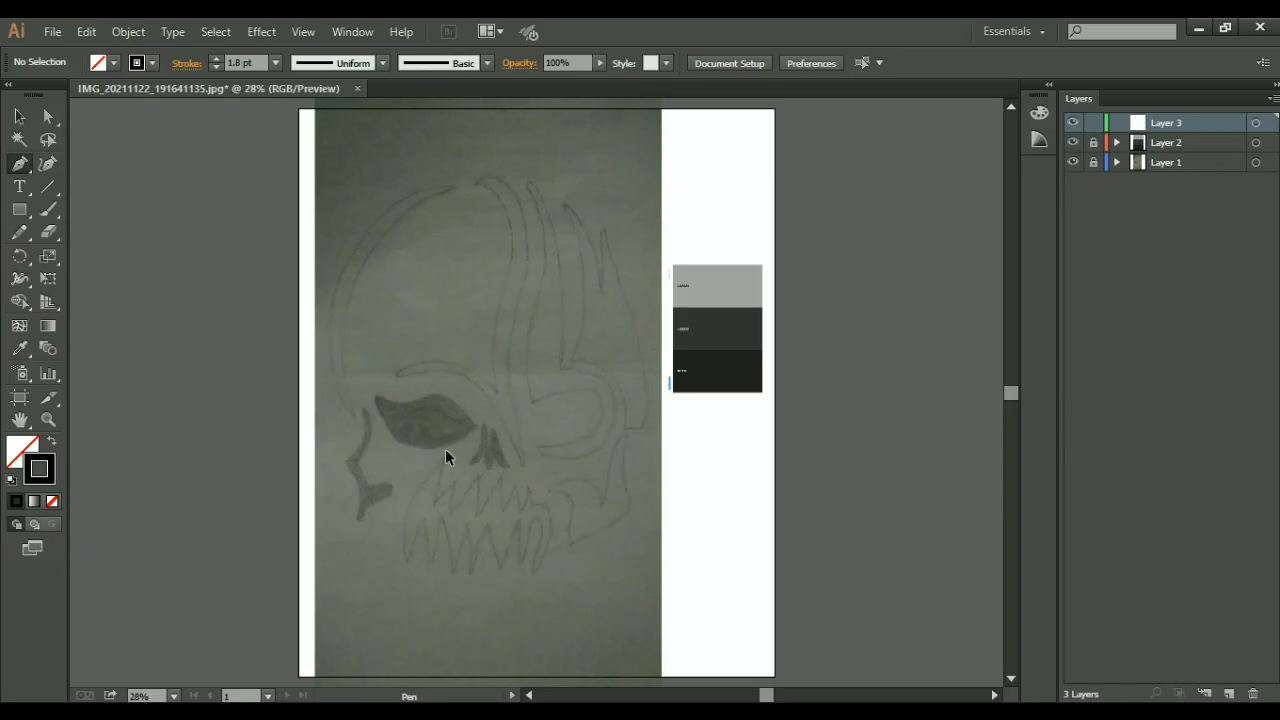 Ai File Edit Object Type Select Effect View Window Help Br Essentials
No Selection Stroke: 1.8 pt Uniform Basic Opacity: 100% Style: Document Setup Preferences
IMG_20211122_191641135.jpg* @ 28% (RGB/Preview)
Layers
Layer 3
Layer 2
Layer 1
28% 1 Pen
3 Layers